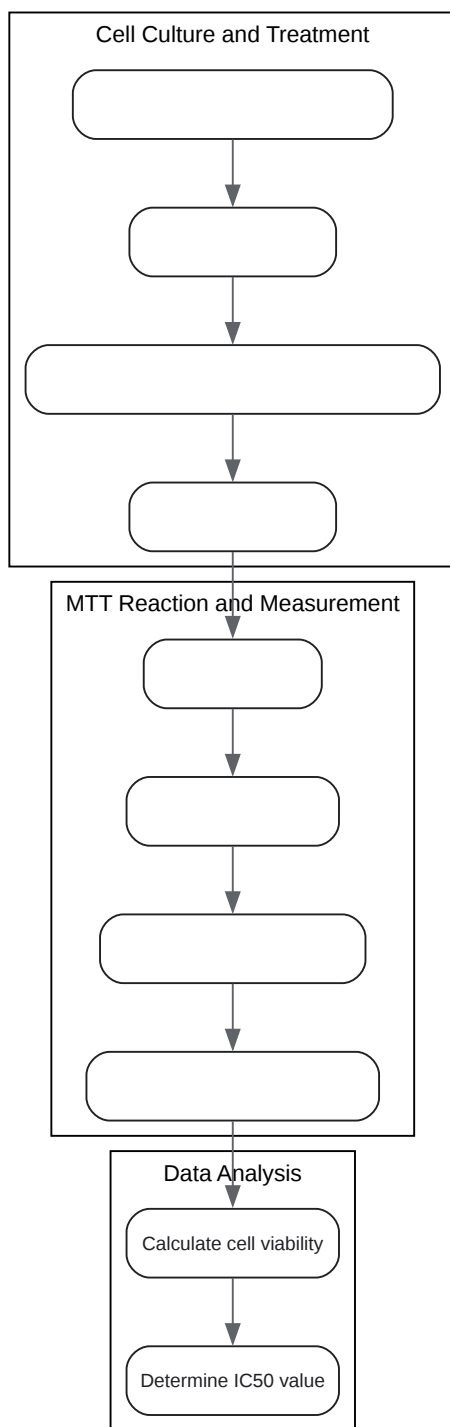 Cell Culture and Treatment
MTT Reaction and Measurement
Data Analysis
Calculate cell viability
Determine IC50 value